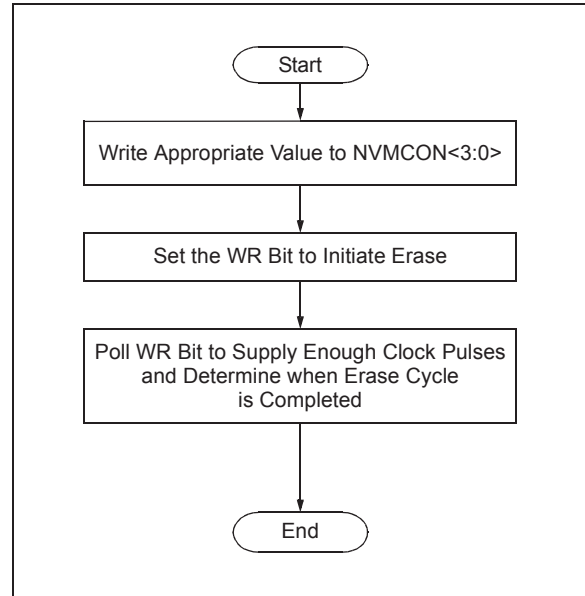 Start
Write Appropriate Value to NVMCON<3:0>
Set the WR Bit to Initiate Erase
Poll WR Bit to Supply Enough Clock Pulses
and Determine when Erase Cycle
is Completed
End